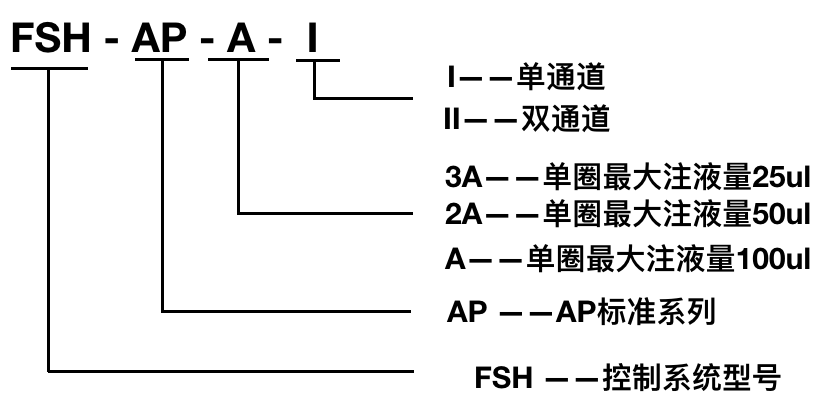 FSH - AP - A - I
I——单通道
II——双通道
3A——单圈最大注液量25ul
2A——单圈最大注液量50ul
A——单圈最大注液量100ul
AP ——AP标准系列
FSH ——控制系统型号